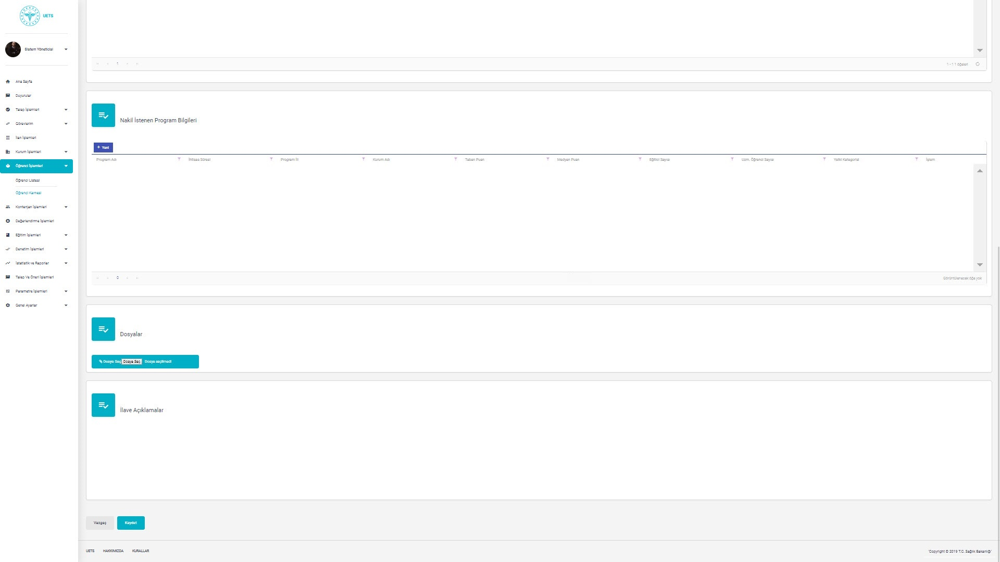 UETS
Sistem Yöneticisi
Ana Sayfa
Duyurular
Talep İşlemleri
Görevlerim
İlan İşlemleri
Kurum İşlemleri
Öğrenci İşlemleri
Öğrenci Listesi
Öğrenci Karnesi
Kontenjan İşlemleri
Değerlendirme İşlemleri
Eğitim İşlemleri
Denetim İşlemleri
İstatistik ve Raporlar
Talep Ve Öneri İşlemleri
Parametre İşlemleri
Genel Ayarlar
1
1 - 1 1 öğeleri
Nakil İstenen Program Bilgileri
+ Yeni
Program Adı İhtisas Süresi Program İli Kurum Adı Taban Puan Medyan Puan Eğitici Sayısı Uzm. Öğrenci Sayısı Yetki Kategorisi İşlem
0
Görüntülenecek öğe yok
Dosyalar
Dosya Seç Dosya Seç Dosya seçilmedi
İlave Açıklamalar
Vazgeç Kaydet
UETS HAKKIMIZDA KURALLAR
"Copyright © 2019 T.C. Sağlık Bakanlığı"